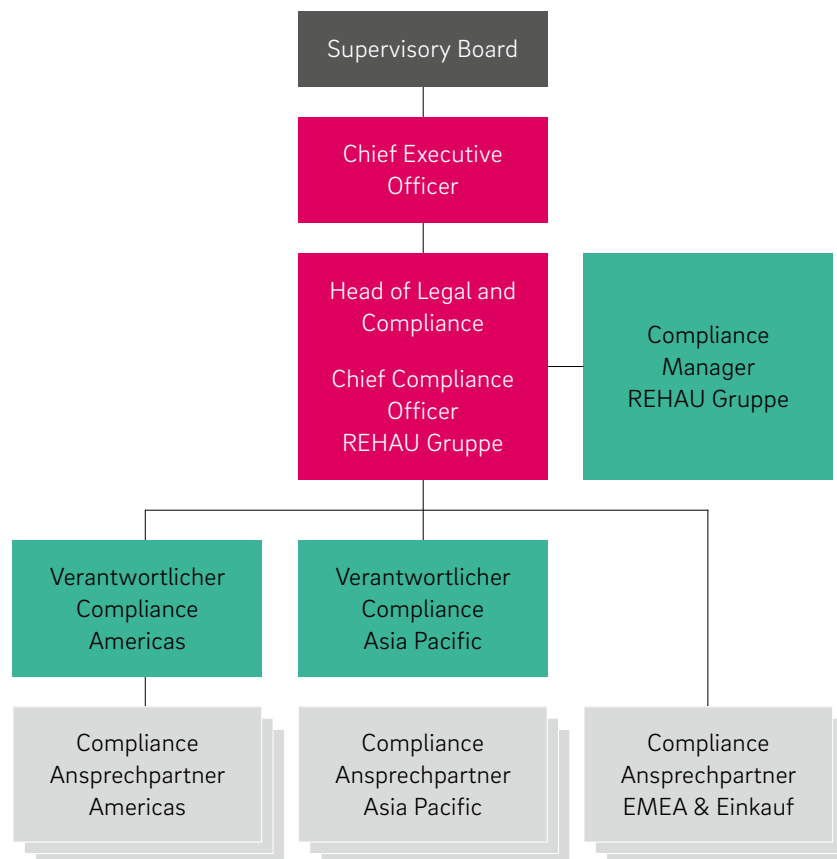 Supervisory Board
Chief Executive
Officer
Head of Legal and
Compliance
Chief Compliance
Officer
REHAU Gruppe
Compliance
Manager
REHAU Gruppe
Verantwortlicher
Compliance
Americas
Verantwortlicher
Compliance
Asia Pacific
Compliance
Ansprechpartner
Americas
Compliance
Ansprechpartner
Asia Pacific
Compliance
Ansprechpartner
EMEA & Einkauf